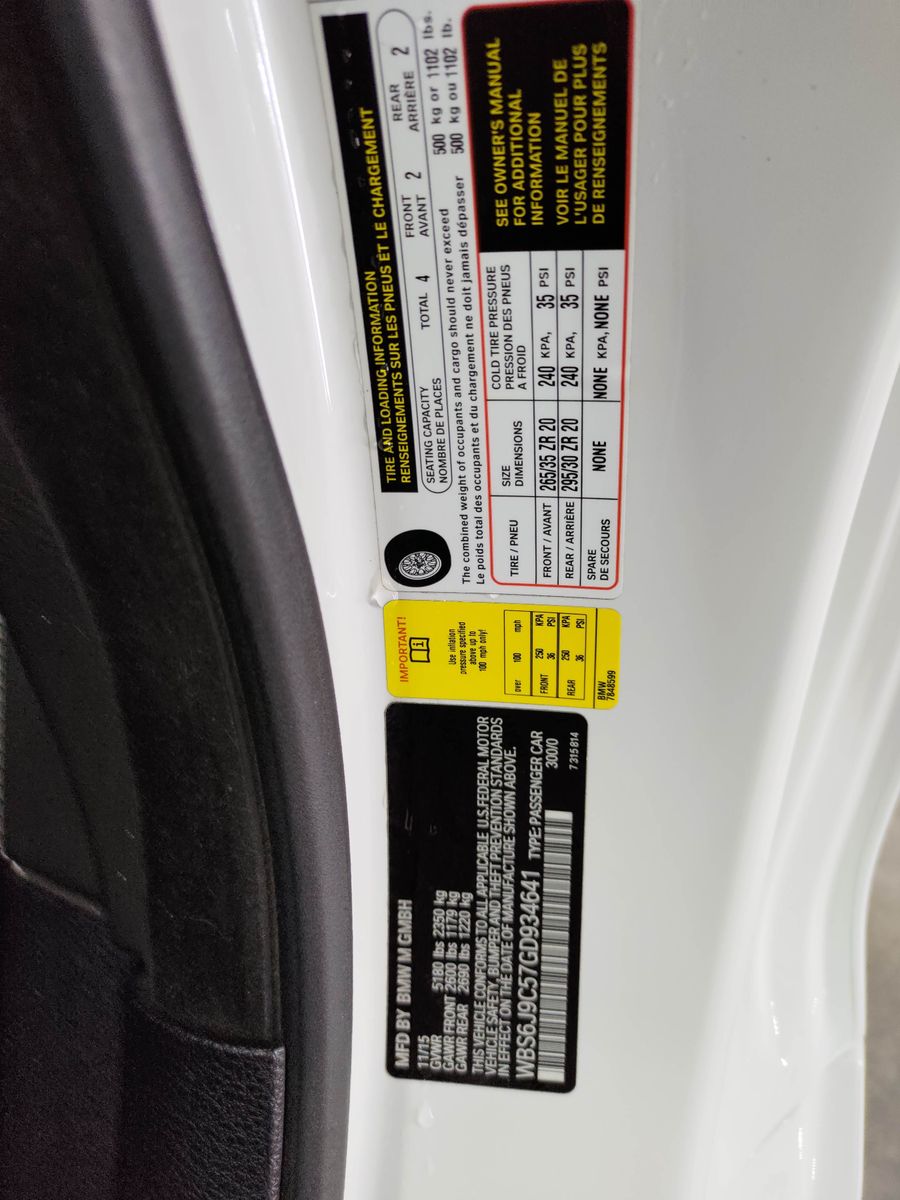 MFD BY BMW M GMBH
11/15
GVWR 5180 lbs 2350 kg
GAWR FRONT 2600 lbs 1179 kg
GAWR REAR 2690 lbs 1220 kg
THIS VEHICLE CONFORMS TO ALL APPLICABLE U.S. FEDERAL MOTOR
VEHICLE SAFETY, BUMPER AND THEFT PREVENTION STANDARDS
IN EFFECT ON THE DATE OF MANUFACTURE SHOWN ABOVE.
WBS6J9C57GD934641 TYPE: PASSENGER CAR
300/0
7 315 814
IMPORTANT!
i
Use inflation
pressure specified
above up to
100 mph only!
over 100 mph
FRONT 250 KPA
36 PSI
REAR 250 KPA
36 PSI
BMW
7848599
TIRE AND LOADING INFORMATION
RENSEIGNEMENTS SUR LES PNEUS ET LE CHARGEMENT
SEATING CAPACITY
NOMBRE DE PLACES
TOTAL 4
FRONT
AVANT 2
REAR
ARRIÈRE 2
The combined weight of occupants and cargo should never exceed 500 kg or 1102 lbs.
Le poids total des occupants et du chargement ne doit jamais dépasser 500 kg ou 1102 lb.
TIRE / PNEU
SIZE
DIMENSIONS
COLD TIRE PRESSURE
PRESSION DES PNEUS
A FROID
FRONT / AVANT 265/35 ZR 20 240 KPA, 35 PSI
REAR / ARRIÈRE 295/30 ZR 20 240 KPA, 35 PSI
SPARE
DE SECOURS
NONE NONE KPA, NONE PSI
SEE OWNER'S MANUAL
FOR ADDITIONAL
INFORMATION
VOIR LE MANUEL DE
L'USAGER POUR PLUS
DE RENSEIGNEMENTS